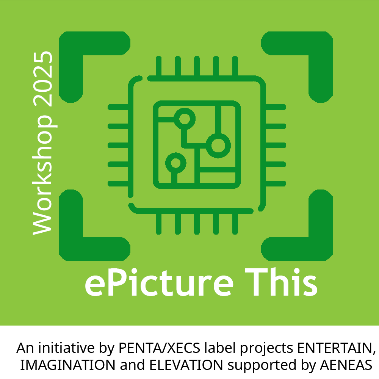 Workshop 2025
ePicture This
An initiative by PENTA/XECS label projects ENTERTAIN,
IMAGINATION and ELEVATION supported by AENEAS